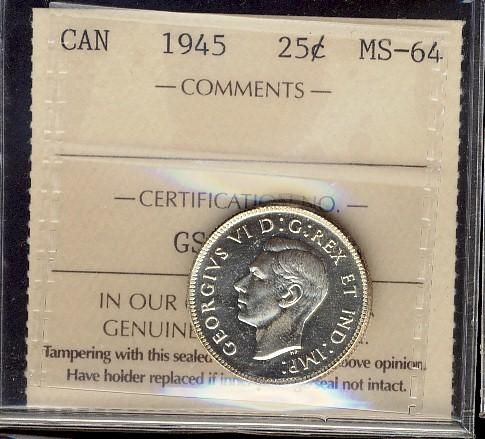 CAN 1945 25¢ MS-64
— COMMENTS —
— CERTIFICATION NO. —
GS
IN OUR
GENUINE
Tampering with this sealed above opinion.
Have holder replaced if seal not intact.
GEORGIVS VI D:G:REX ET IND:IMP:
HP